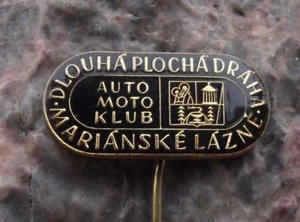 DLOUHÁ PLOCHÁ DRÁHA
AUTO
MOTO
KLUB
MARIÁNSKÉ LÁZNĚ